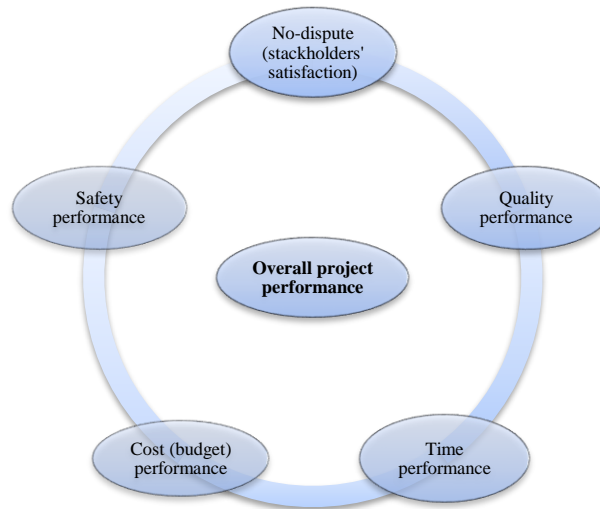 No-dispute
(stackholders'
satisfaction)
Safety
performance
Quality
performance
Overall project
performance
Cost (budget)
performance
Time
performance